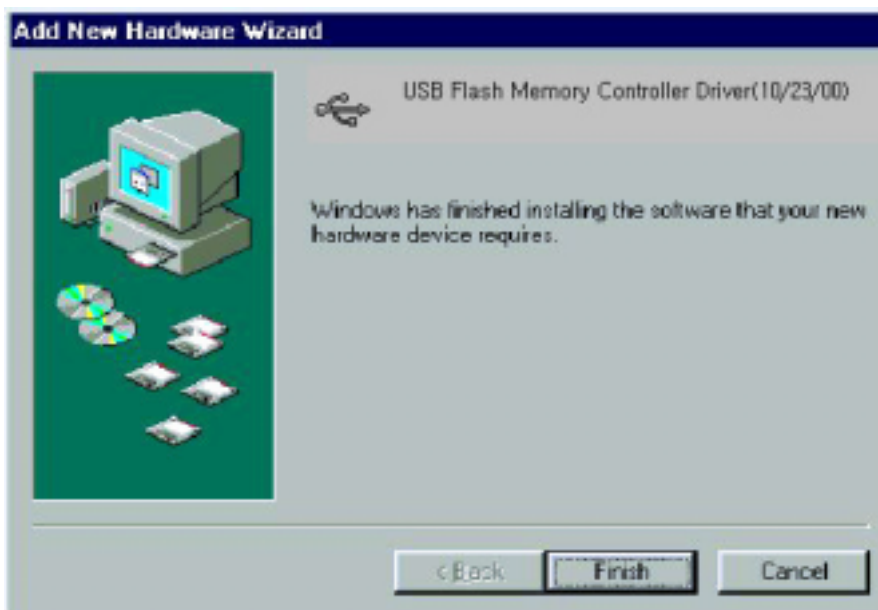 Add New Hardware Wizard
USB Flash Memory Controller Driver(10/23/00)
Windows has finished installing the software that your new
hardware device requires.
< Back
Finish
Cancel